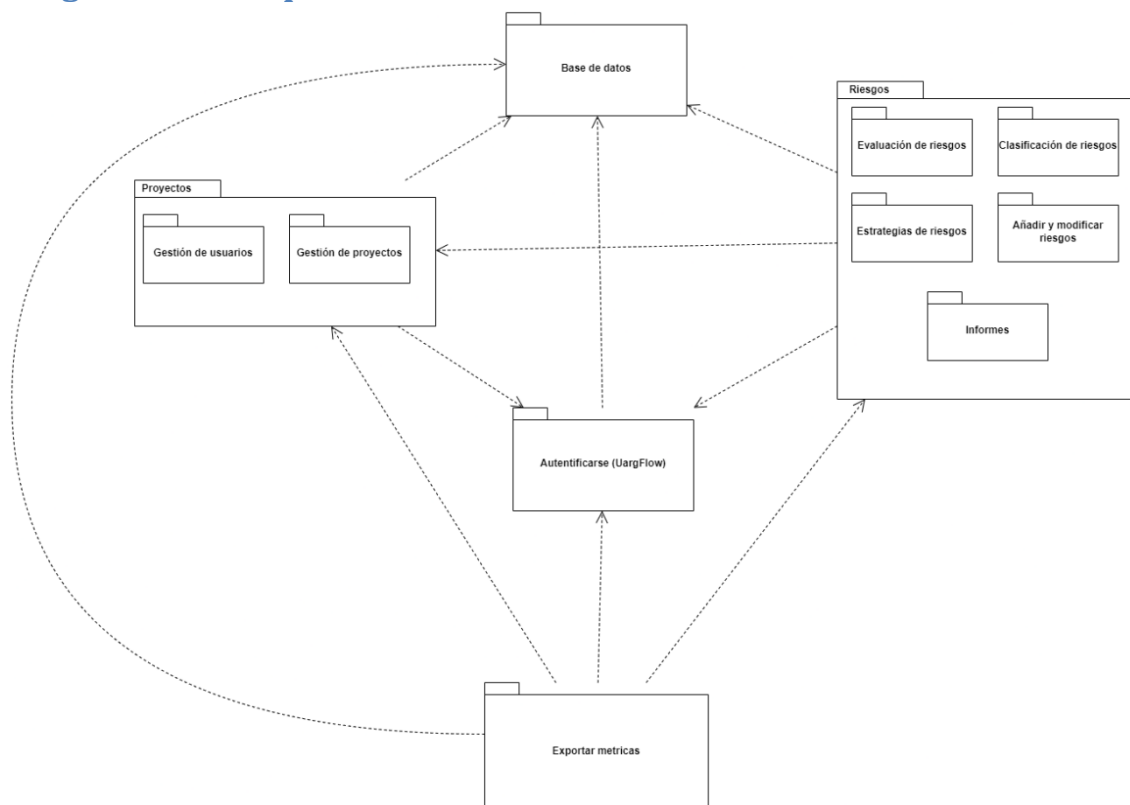 Base de datos
Riesgos
Evaluación de riesgos
Clasificación de riesgos
Proyectos
Estrategias de riesgos
Añadir y modificar
riesgos
Gestión de usuarios
Gestión de proyectos
Informes
Autentificarse (UargFlow)
Exportar metricas